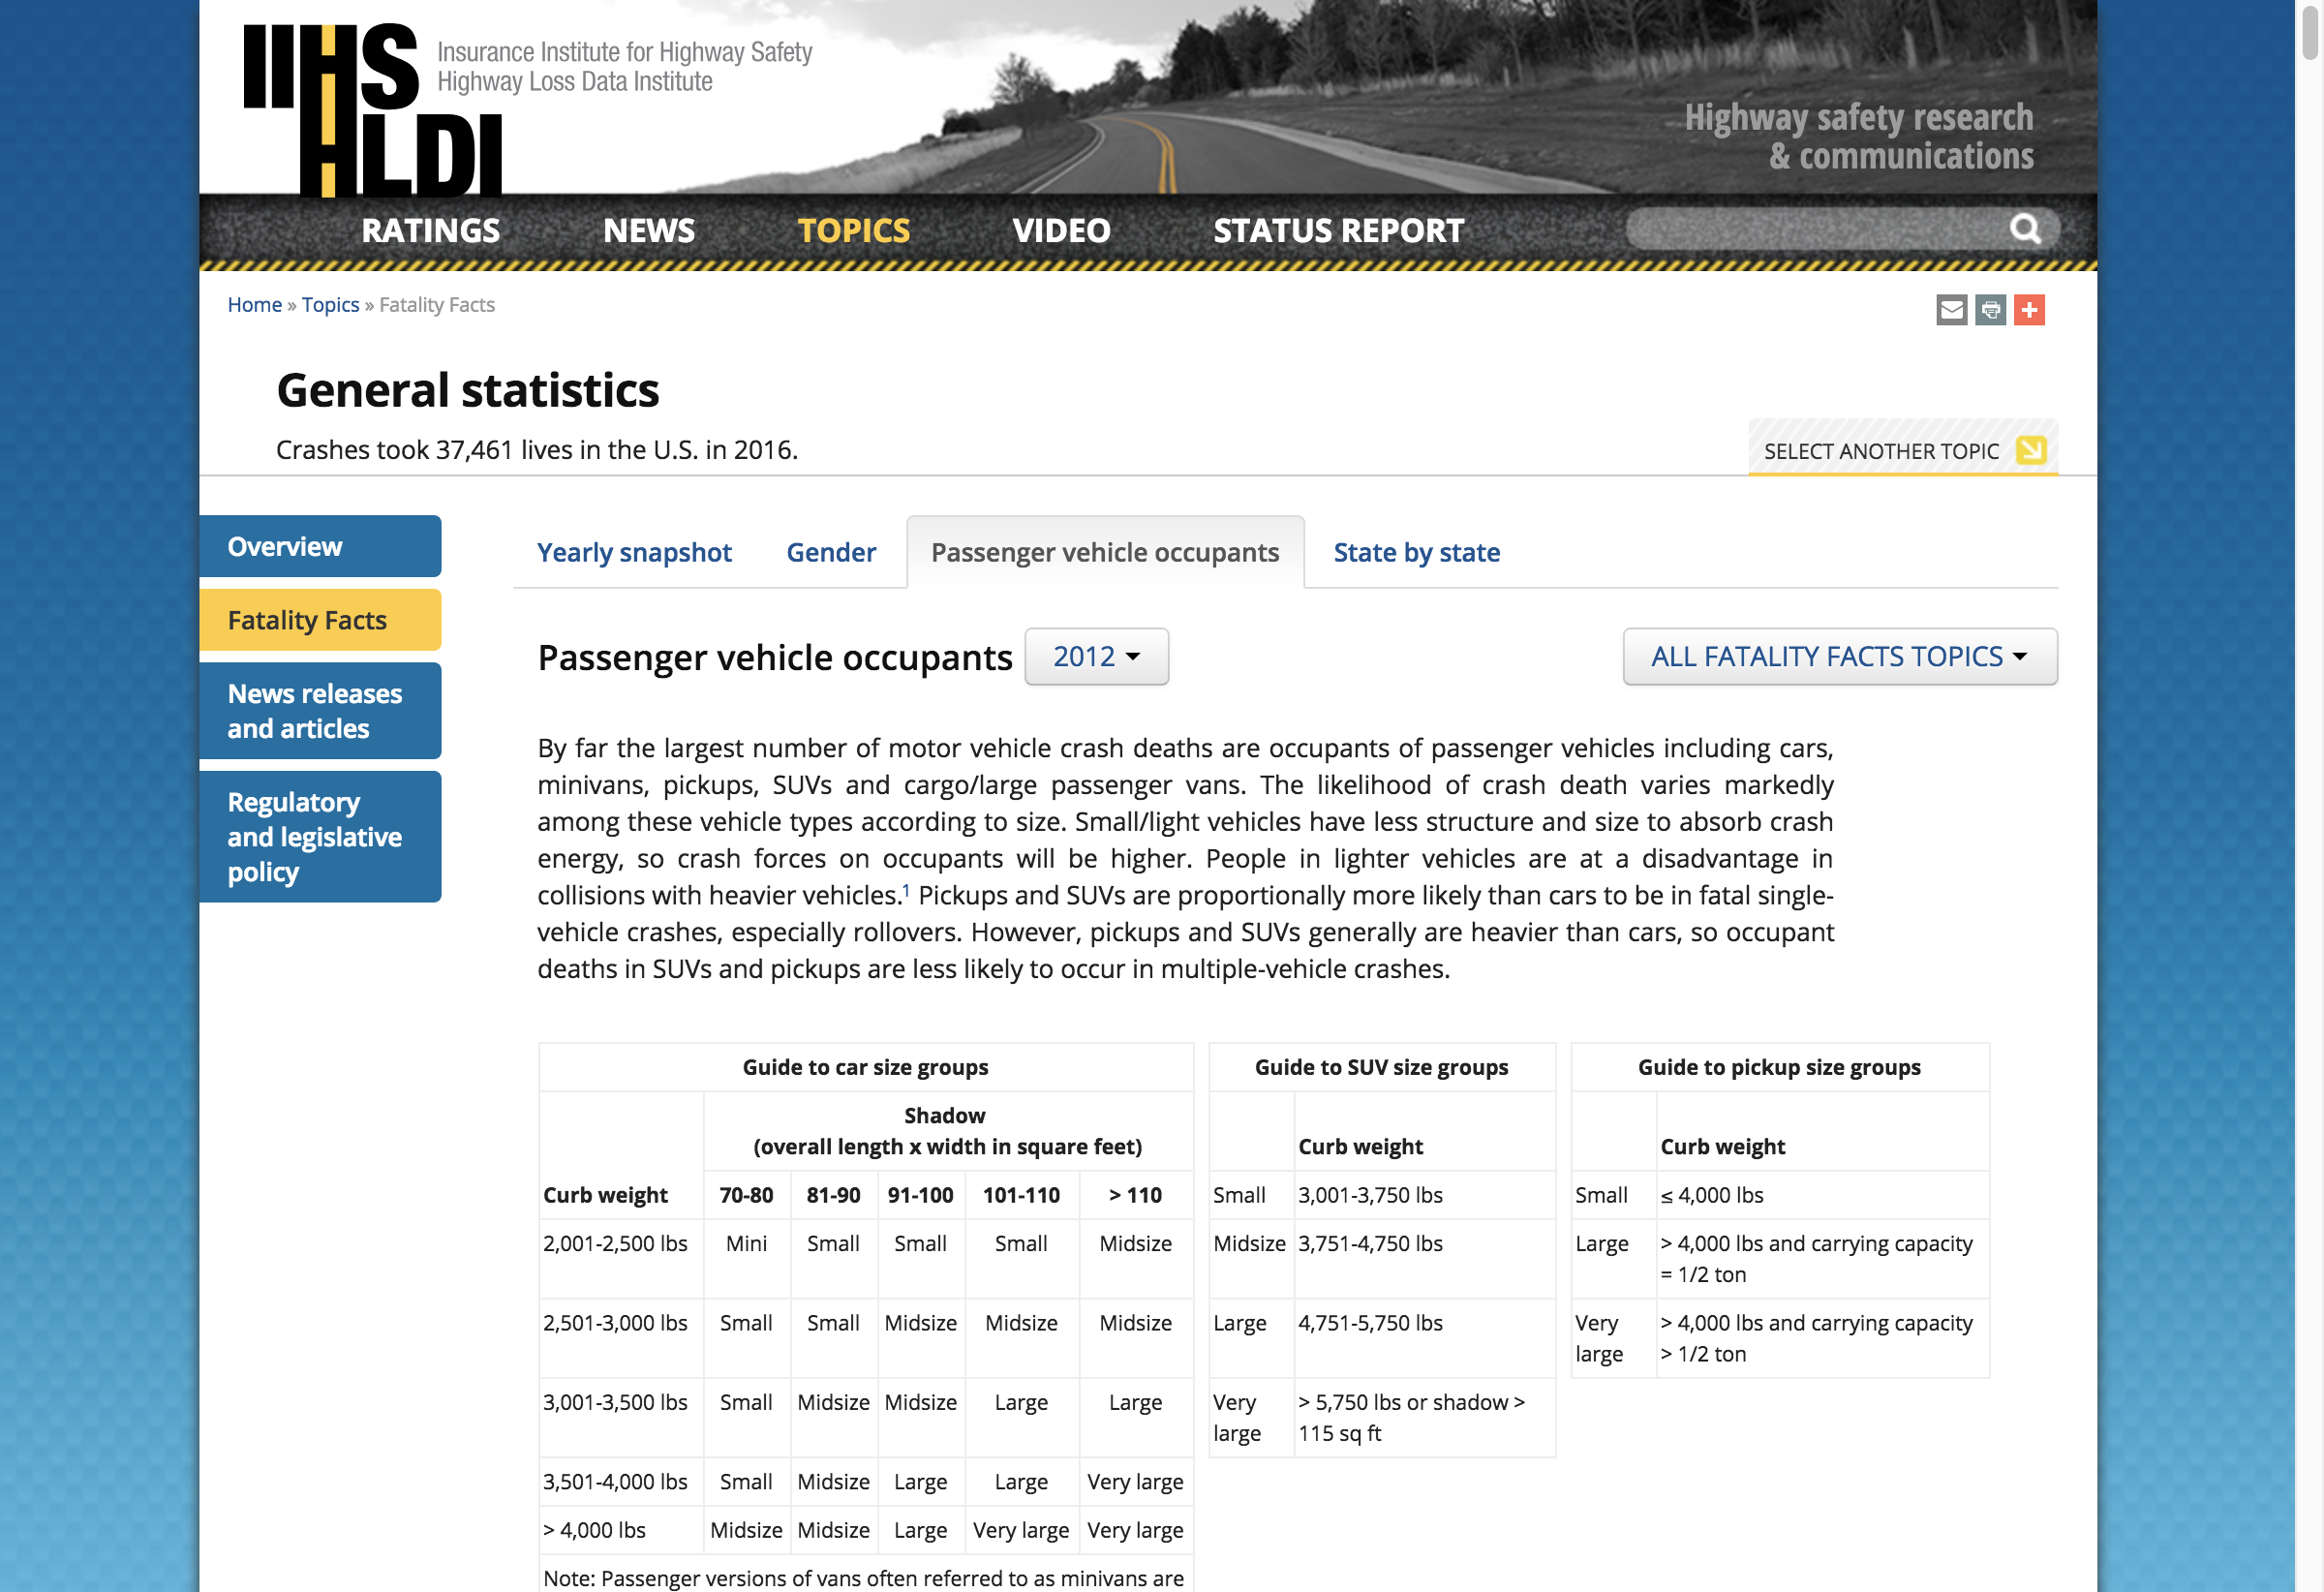 IIHS
HLDI
Insurance Institute for Highway Safety
Highway Loss Data Institute
Highway safety research
& communications
RATINGS NEWS TOPICS VIDEO STATUS REPORT
Home » Topics » Fatality Facts
General statistics
Crashes took 37,461 lives in the U.S. in 2016.
SELECT ANOTHER TOPIC
Overview
Fatality Facts
News releases
and articles
Regulatory
and legislative
policy
Yearly snapshot Gender Passenger vehicle occupants State by state
Passenger vehicle occupants 2012 ALL FATALITY FACTS TOPICS
By far the largest number of motor vehicle crash deaths are occupants of passenger vehicles including cars,
minivans, pickups, SUVs and cargo/large passenger vans. The likelihood of crash death varies markedly
among these vehicle types according to size. Small/light vehicles have less structure and size to absorb crash
energy, so crash forces on occupants will be higher. People in lighter vehicles are at a disadvantage in
collisions with heavier vehicles.1 Pickups and SUVs are proportionally more likely than cars to be in fatal single-
vehicle crashes, especially rollovers. However, pickups and SUVs generally are heavier than cars, so occupant
deaths in SUVs and pickups are less likely to occur in multiple-vehicle crashes.
Guide to car size groups
Shadow
(overall length x width in square feet)
Curb weight 70-80 81-90 91-100 101-110 > 110
2,001-2,500 lbs Mini Small Small Small Midsize
2,501-3,000 lbs Small Small Midsize Midsize Midsize
3,001-3,500 lbs Small Midsize Midsize Large Large
3,501-4,000 lbs Small Midsize Large Large Very large
> 4,000 lbs Midsize Midsize Large Very large Very large
Note: Passenger versions of vans often referred to as minivans are
Guide to SUV size groups
Curb weight
Small 3,001-3,750 lbs
Midsize 3,751-4,750 lbs
Large 4,751-5,750 lbs
Very > 5,750 lbs or shadow >
large 115 sq ft
Guide to pickup size groups
Curb weight
Small ≤ 4,000 lbs
Large > 4,000 lbs and carrying capacity
= 1/2 ton
Very > 4,000 lbs and carrying capacity
large > 1/2 ton